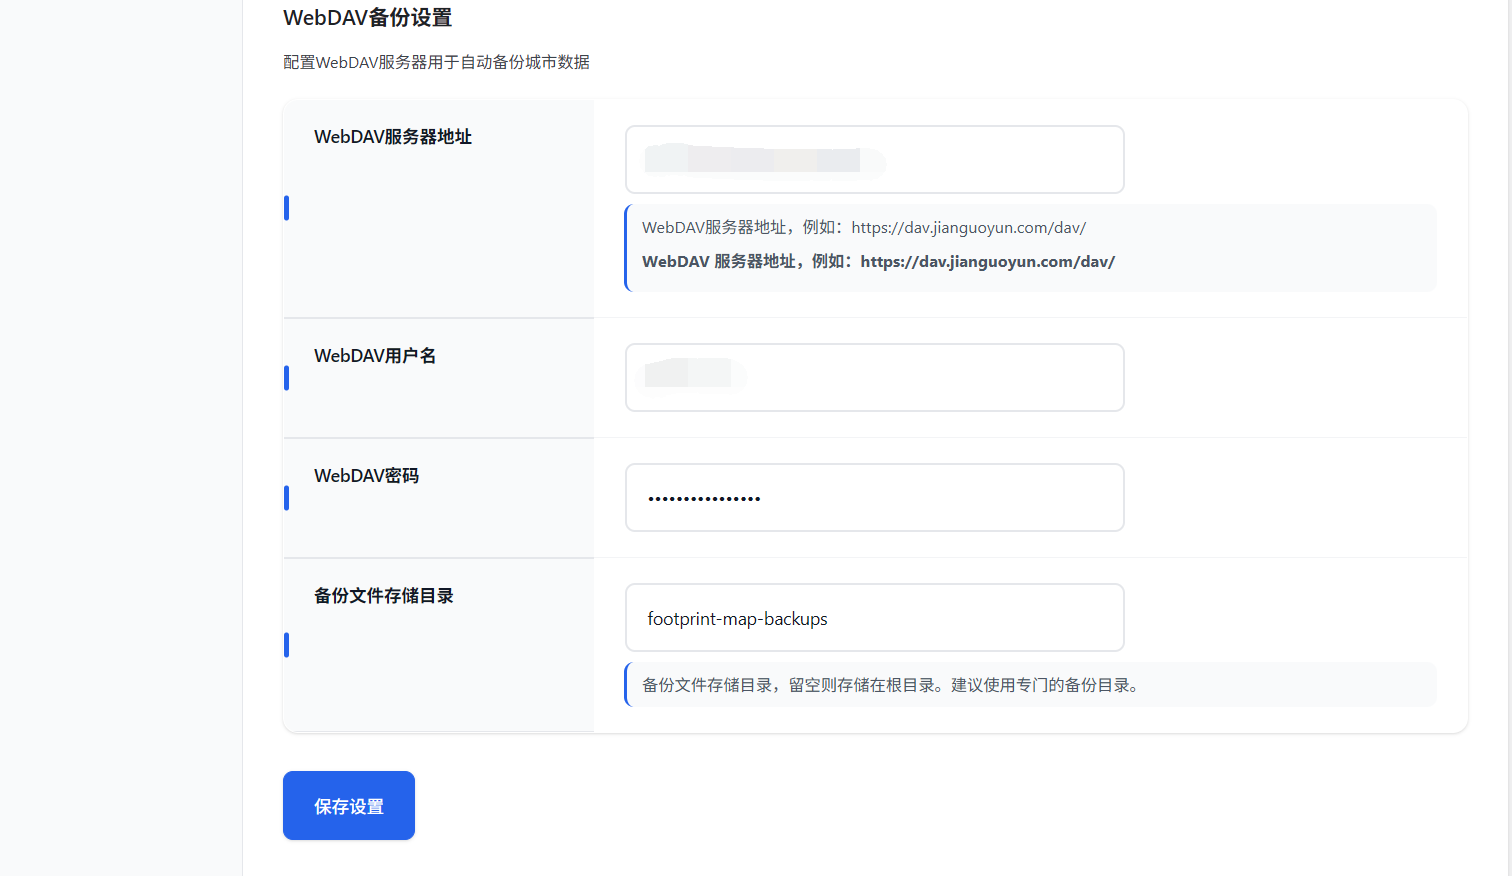 WebDAV备份设置
配置WebDAV服务器用于自动备份城市数据
WebDAV服务器地址
WebDAV服务器地址，例如：https://dav.jianguoyun.com/dav/
WebDAV 服务器地址，例如：https://dav.jianguoyun.com/dav/
WebDAV用户名
WebDAV密码
••••••••••••••••
备份文件存储目录
footprint-map-backups
备份文件存储目录，留空则存储在根目录。建议使用专门的备份目录。
保存设置